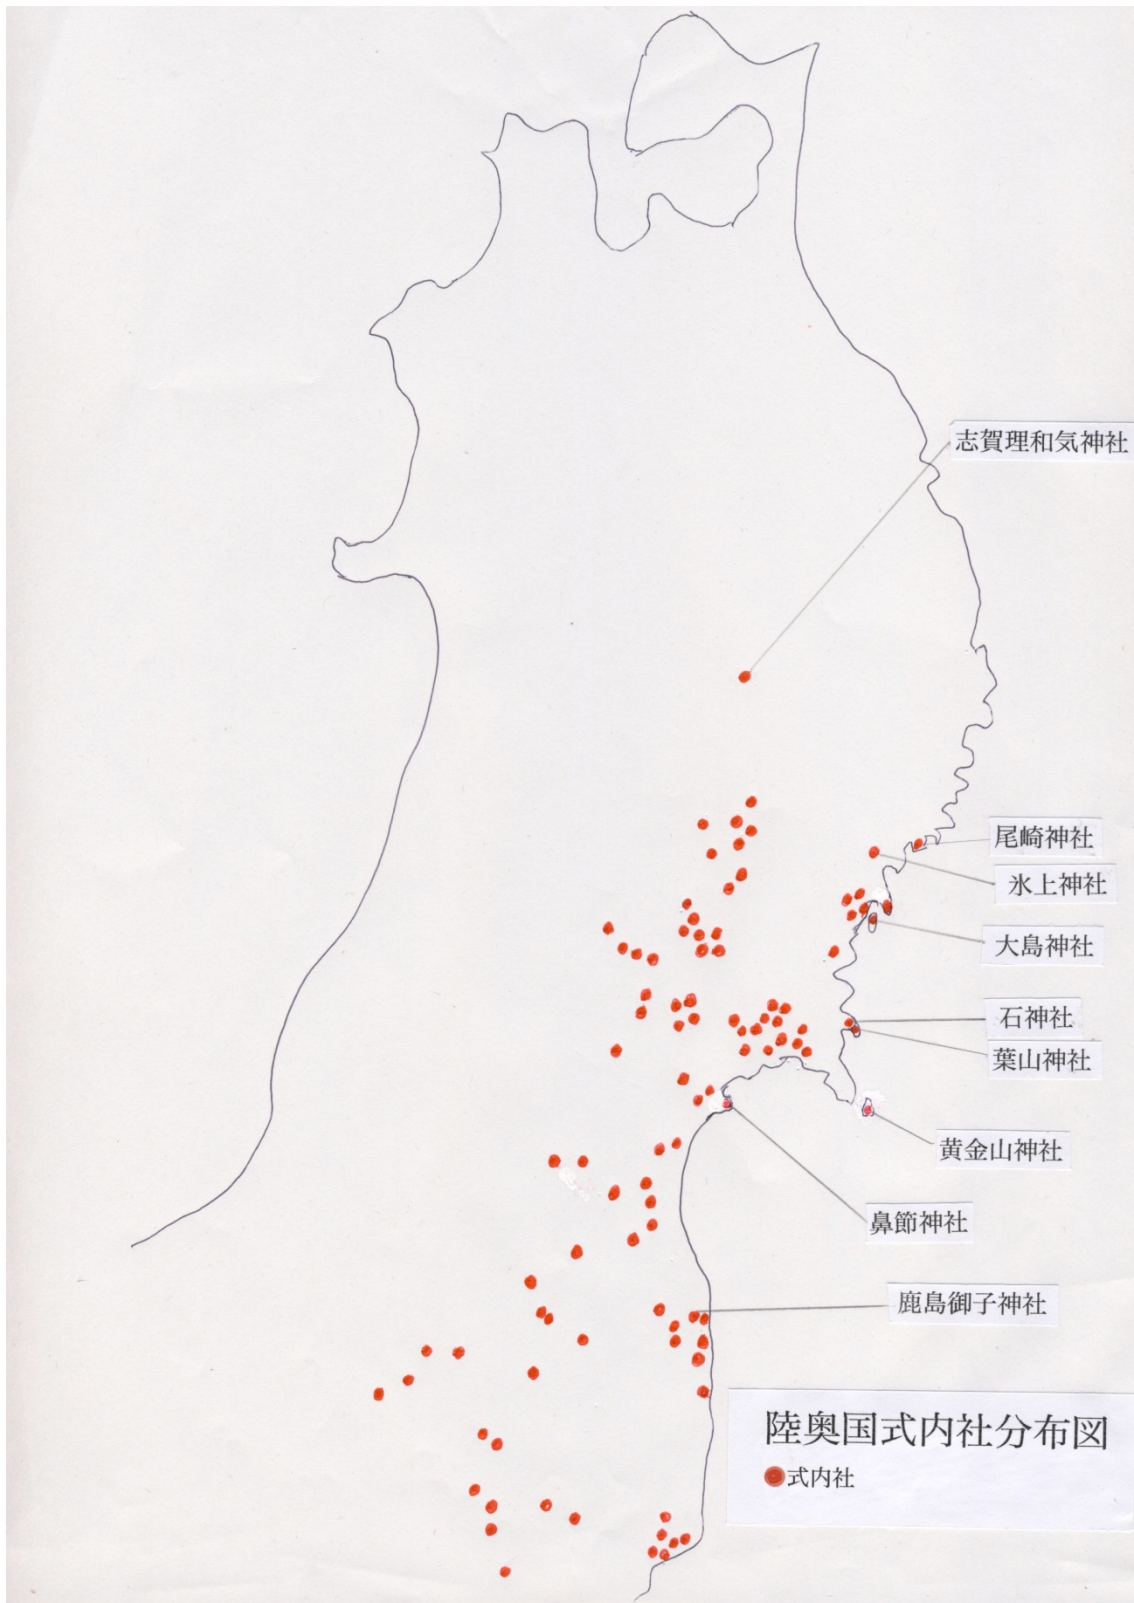 志賀理和気神社
尾崎神社
氷上神社
大島神社
石神社
葉山神社
黄金山神社
鼻節神社
鹿島御子神社
陸奥国式内社分布図
式内社